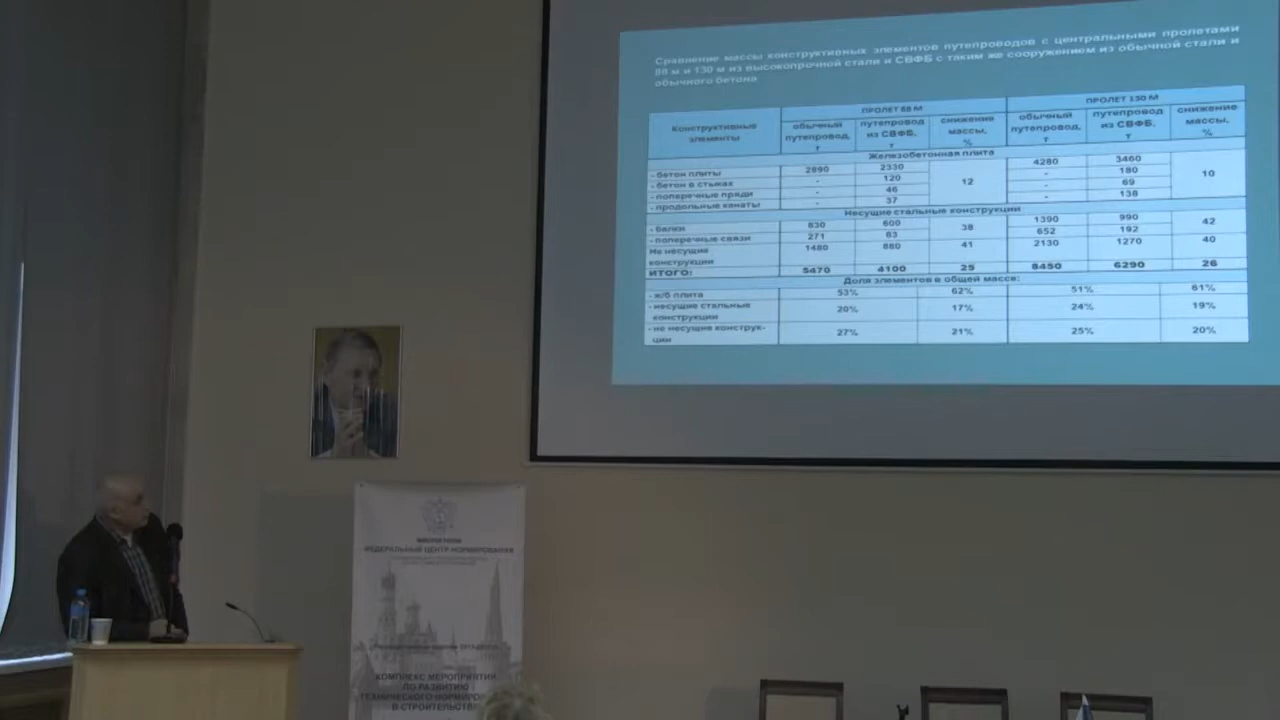 Сравнение массы конструктивных элементов путепроводов с центральными пролетами
88 м и 130 м из высокопрочной стали и СВФБ с таким же сооружением из обычной стали и
обычного бетона
Конструктивные элементы ПРОЛЕТ 88 М ПРОЛЕТ 130 М
обычный путепровод, т путепровод из СВФБ, т снижение массы, % обычный путепровод, т путепровод из СВФБ, т снижение массы, %
Железобетонная плита
- бетон плиты 2890 2330 12 4280 3460 10
- бетон в стыках - 120 - 180
- поперечные пряди - 46 - 69
- продольные канаты - 37 - 138
Несущие стальные конструкции
- балки 830 600 38 1390 990 42
- поперечные связи 271 83 652 192
Не несущие конструкции 1480 880 41 2130 1270 40
ИТОГО: 5470 4100 25 8450 6290 26
Доля элементов в общей массе:
- ж/б плита 53% 62% 51% 61%
- несущие стальные конструкции 20% 17% 24% 19%
- не несущие конструк-
ции 27% 21% 25% 20%
ФЕДЕРАЛЬНЫЙ ЦЕНТР НОРМИРОВАНИЯ
КОМПЛЕКС МЕРОПРИЯТИЙ
ПО РАЗВИТИЮ
ТЕХНИЧЕСКОГО НОРМИРО
В СТРОИТЕЛЬСТВ